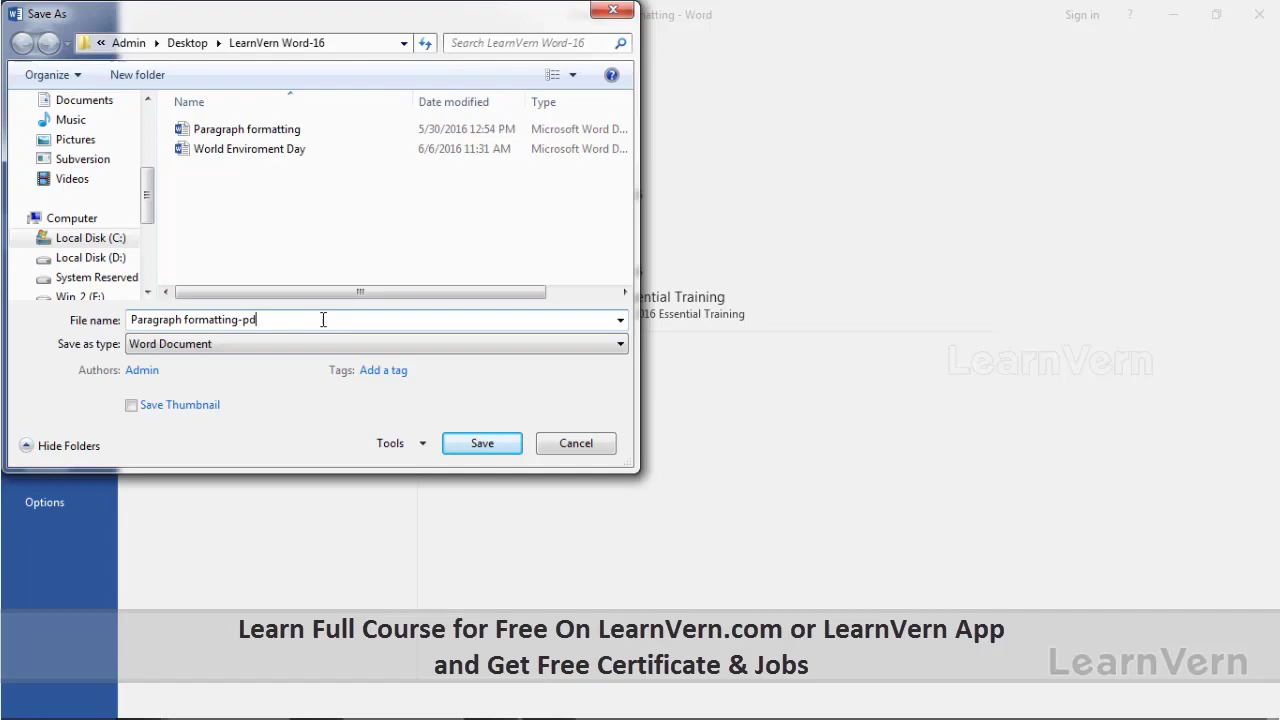 Save As
rmatting - Word
Sign in
?
« Admin Desktop LearnVern Word-16
Search LearnVern Word-16
Organize
New folder
?
Documents
Music
Pictures
Subversion
Videos
Computer
Local Disk (C:)
Local Disk (D:)
System Reserved
Win 2 (F:)
Name Date modified Type
Paragraph formatting 5/30/2016 12:54 PM Microsoft Word D...
World Enviroment Day 6/6/2016 11:31 AM Microsoft Word D...
ential Training
016 Essential Training
File name: Paragraph formatting-pd
Save as type: Word Document
Authors: Admin Tags: Add a tag
Save Thumbnail
Hide Folders
Tools Save Cancel
LearnVern
Options
Learn Full Course for Free On LearnVern.com or LearnVern App
and Get Free Certificate & Jobs
LearnVern